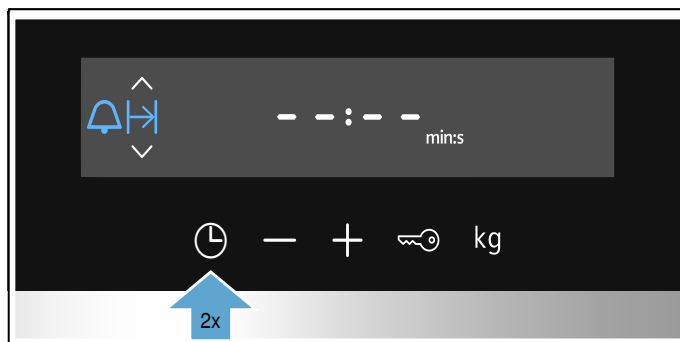 – –:– –
min:s
kg
2x